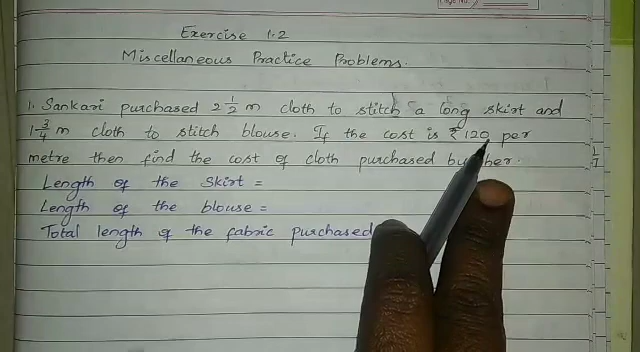 Exercise 1.2
Miscellaneous Practice Problems.
1. Sankari purchased 2 1/2 m cloth to stitch a long skirt and
1 3/4 m cloth to stitch blouse. If the cost is ₹ 120 per
metre then find the cost of cloth purchased by her.
Length of the skirt =
Length of the blouse =
Total length of the fabric purchased